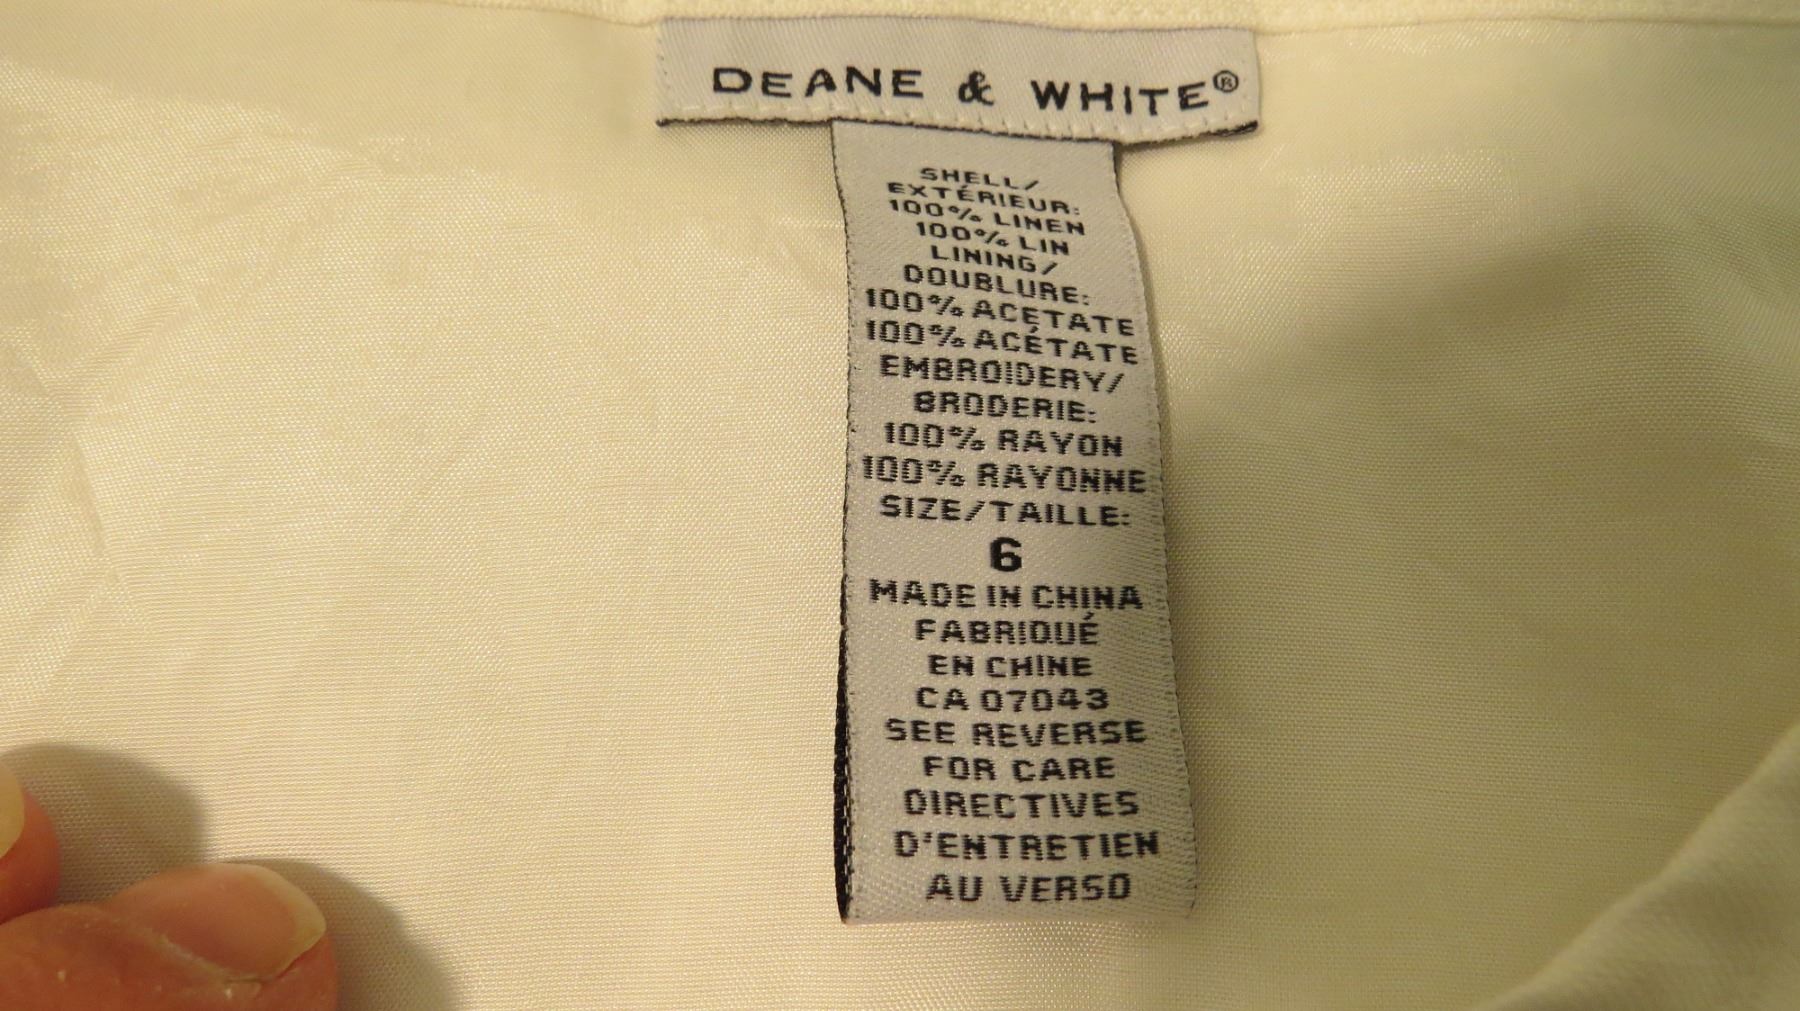 DEANE & WHITE®
SHELL/
EXTÉRIEUR:
100% LINEN
100% LIN
LINING/
DOUBLURE:
100% ACETATE
100% ACÉTATE
EMBROIDERY/
BRODERIE:
100% RAYON
100% RAYONNE
SIZE/TAILLE:
6
MADE IN CHINA
FABRIQUÉ
EN CHINE
CA 07043
SEE REVERSE
FOR CARE
DIRECTIVES
D'ENTRETIEN
AU VERSO